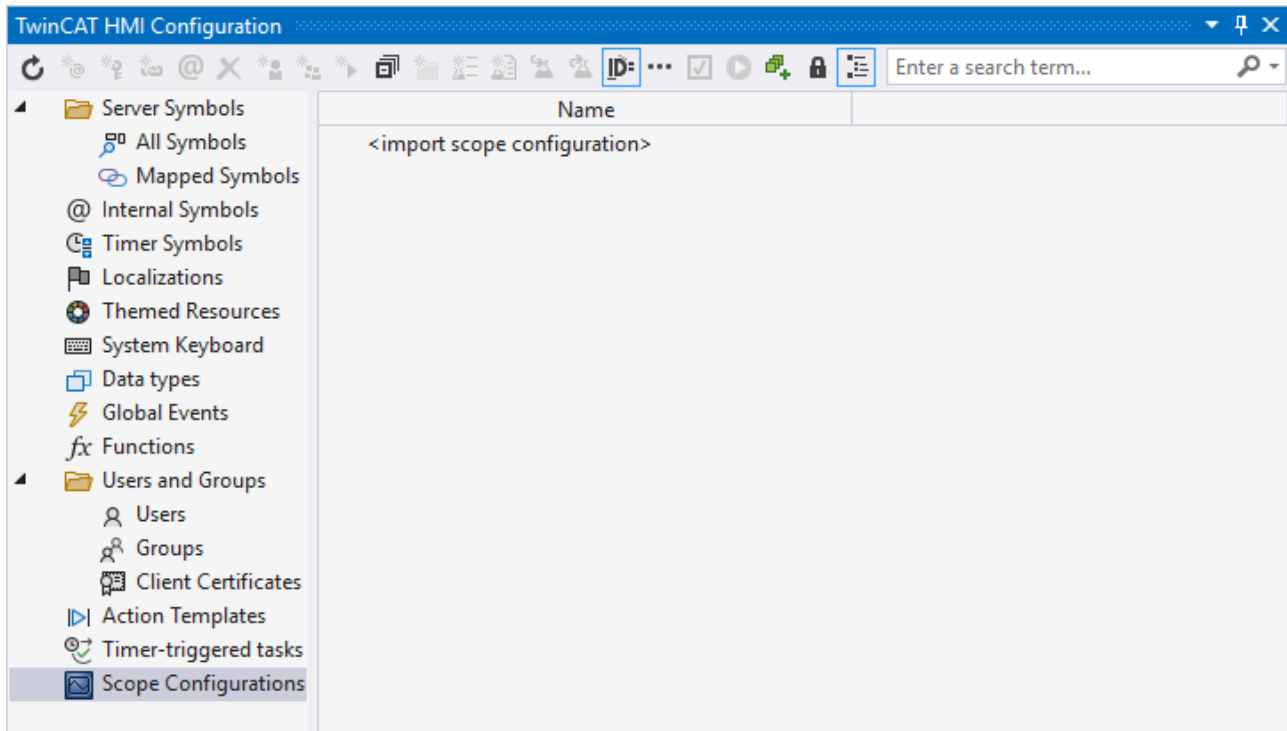 TwinCAT HMI Configuration
ID:
Enter a search term...
Server Symbols
All Symbols
Mapped Symbols
@ Internal Symbols
Timer Symbols
Localizations
Themed Resources
System Keyboard
Data types
Global Events
fx Functions
Users and Groups
Users
Groups
Client Certificates
Action Templates
Timer-triggered tasks
Scope Configurations
Name
<import scope configuration>